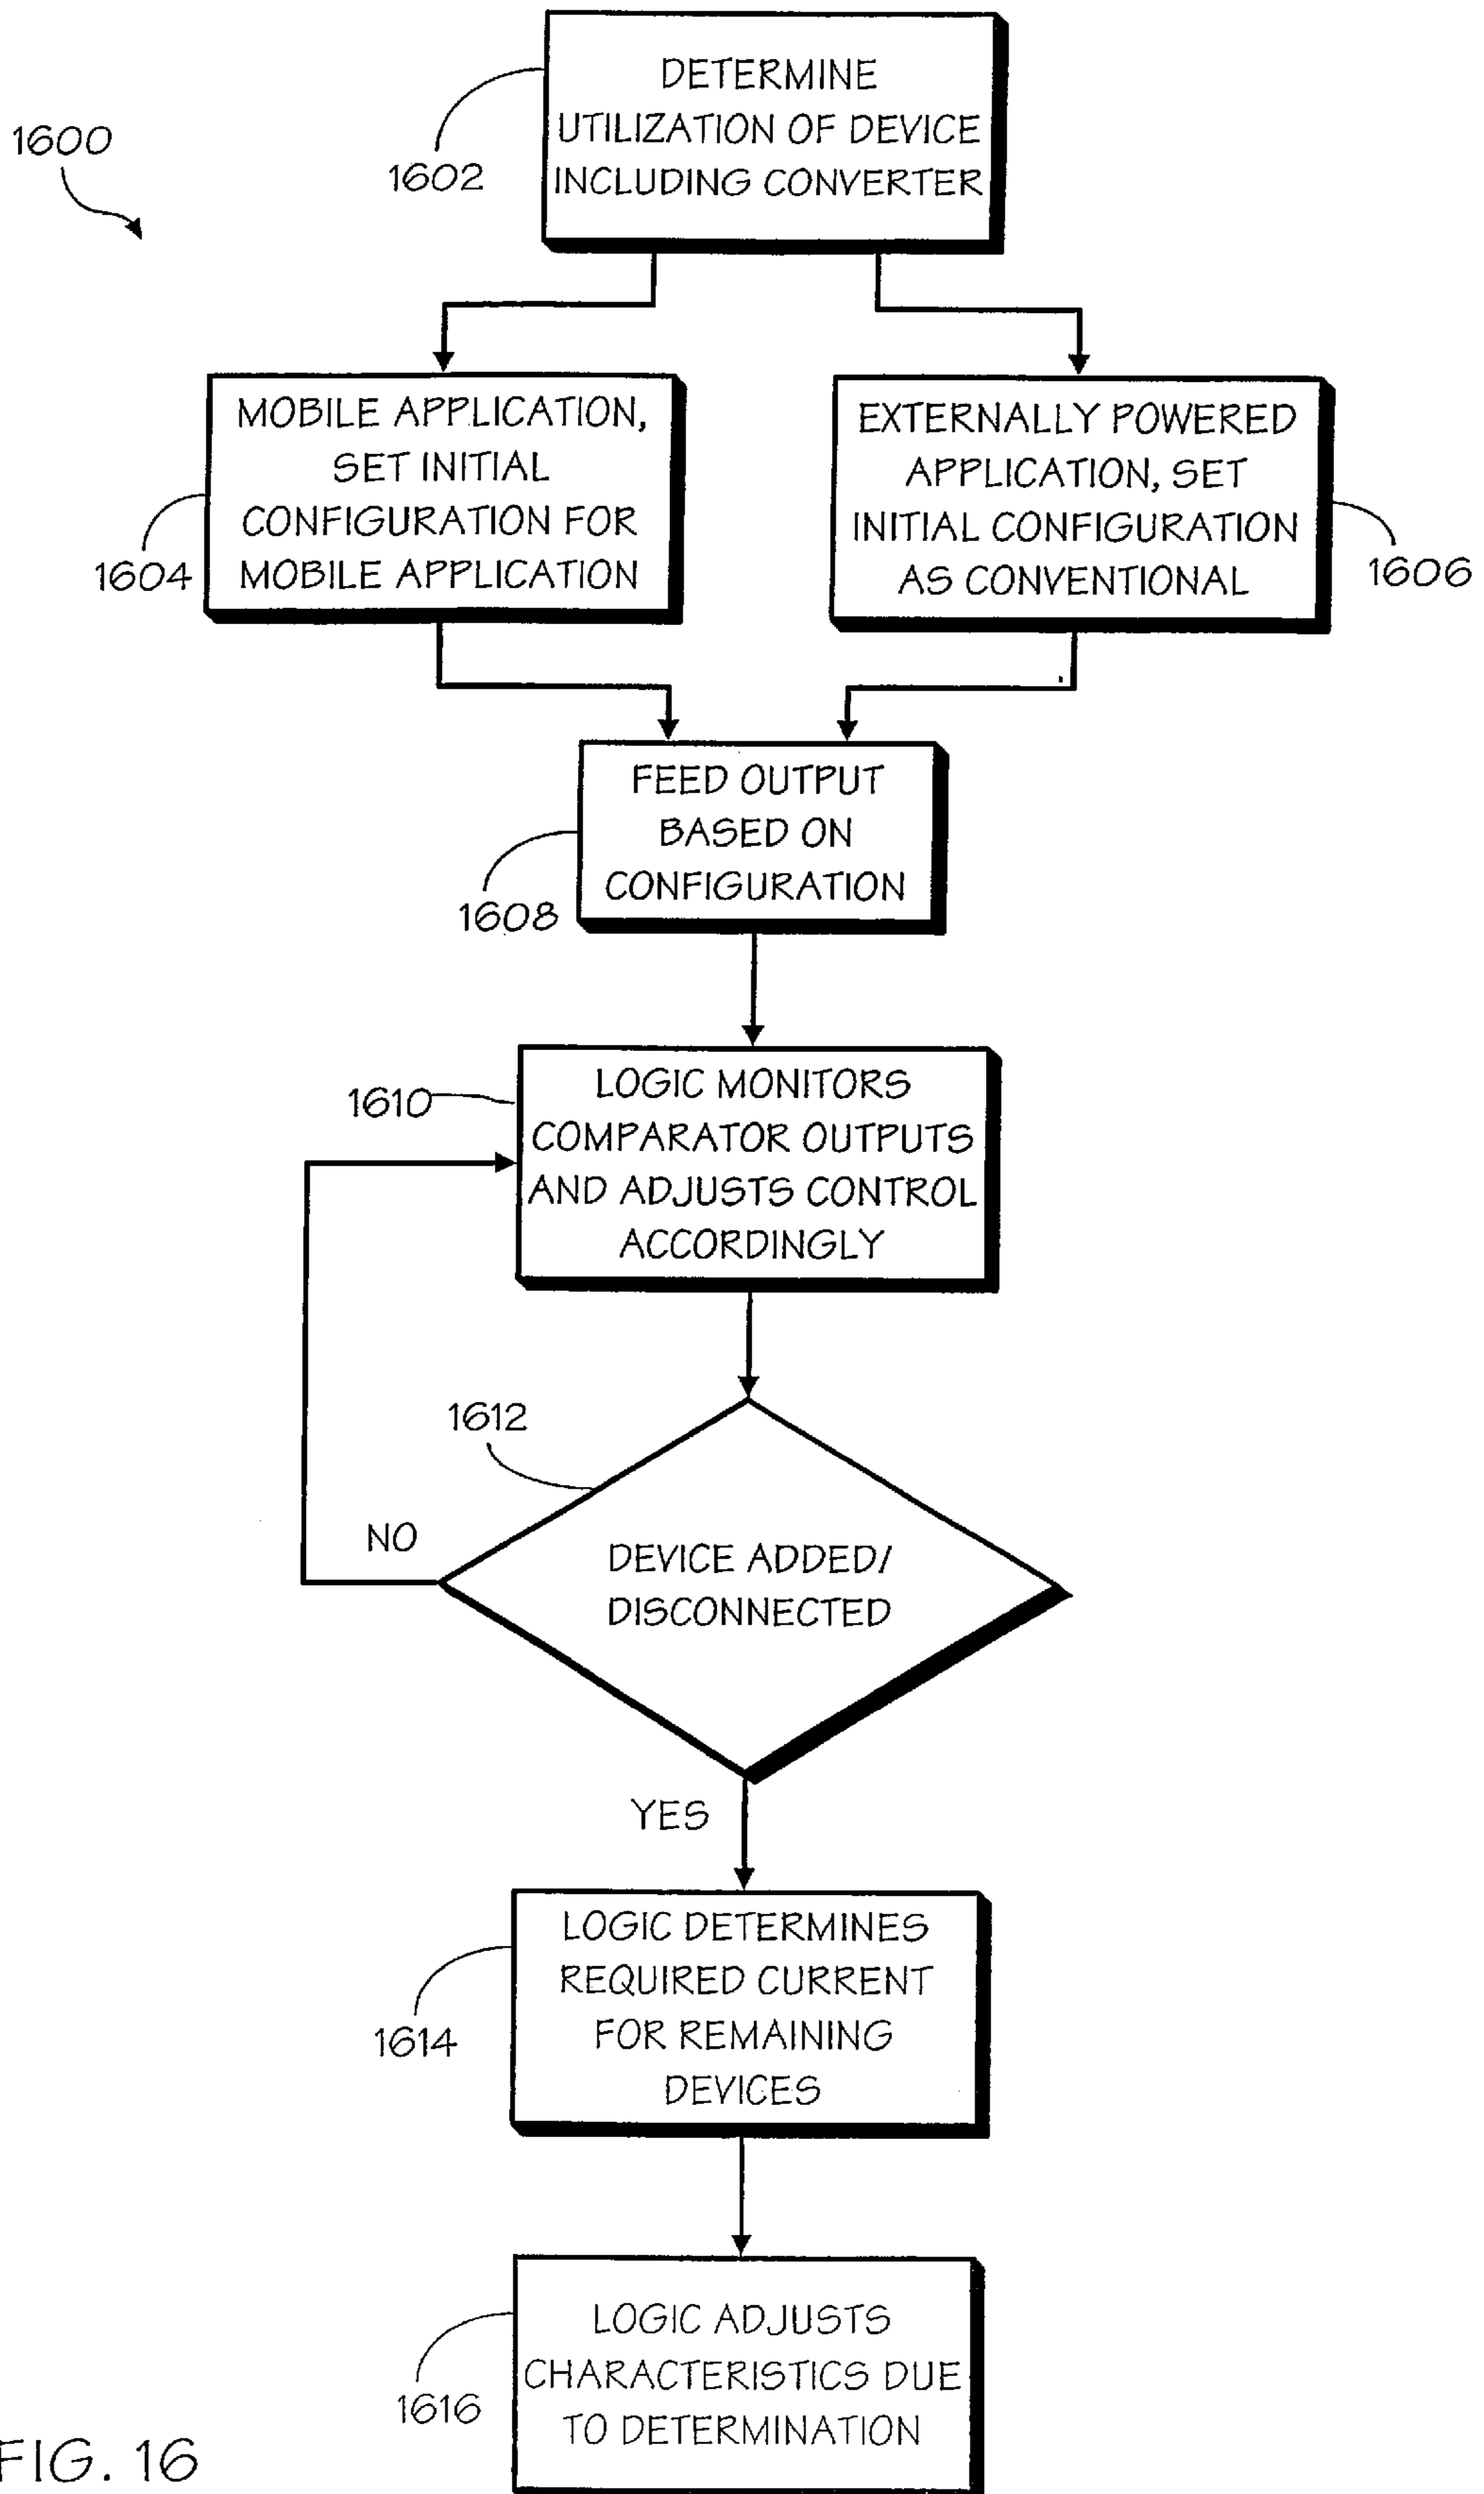 DETERMINE
UTILIZATION OF DEVICE
INCLUDING CONVERTER
1600
1602
MOBILE APPLICATION,
SET INITIAL
CONFIGURATION FOR
MOBILE APPLICATION
1604
EXTERNALLY POWERED
APPLICATION, SET
INITIAL CONFIGURATION
AS CONVENTIONAL
1606
FEED OUTPUT
BASED ON
CONFIGURATION
1608
1610
LOGIC MONITORS
COMPARATOR OUTPUTS
AND ADJUSTS CONTROL
ACCORDINGLY
1612
NO
DEVICE ADDED/
DISCONNECTED
YES
LOGIC DETERMINES
REQUIRED CURRENT
FOR REMAINING
DEVICES
1614
LOGIC ADJUSTS
CHARACTERISTICS DUE
TO DETERMINATION
1616
FIG. 16